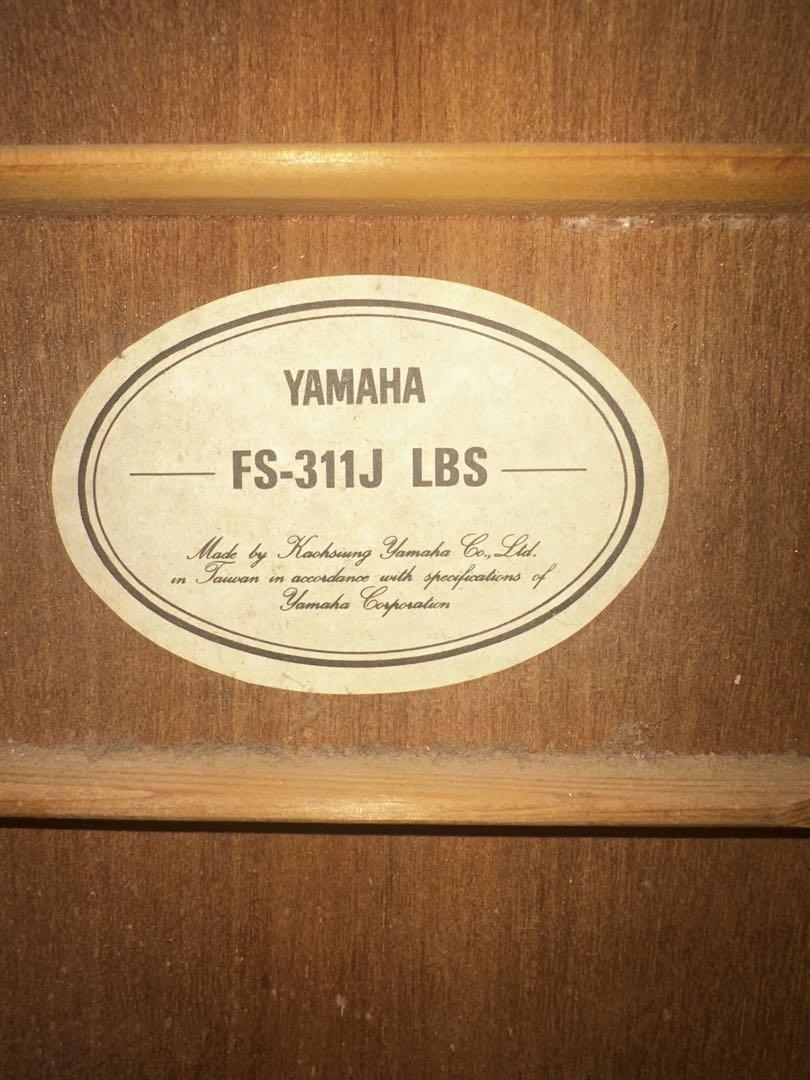 YAMAHA
FS-311J LBS
Made by Kaohsiung Yamaha Co., Ltd.
in Taiwan in accordance with specifications of
Yamaha Corporation